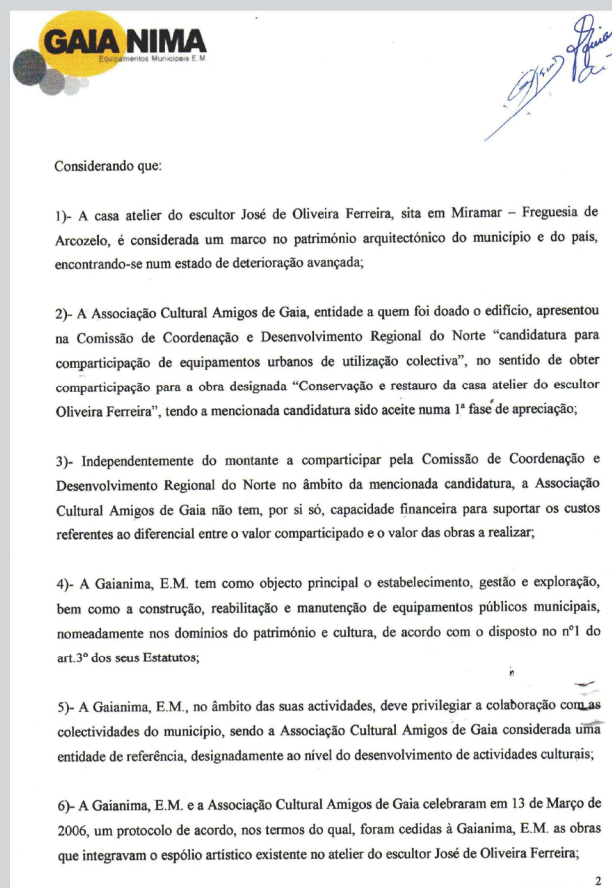 GAIA NIMA
Equipamentos Municipais E.M
Considerando que:
1)- A casa atelier do escultor José de Oliveira Ferreira, sita em Miramar – Freguesia de
Arcozelo, é considerada um marco no património arquitectónico do município e do país,
encontrando-se num estado de deterioração avançada;
2)- A Associação Cultural Amigos de Gaia, entidade a quem foi doado o edifício, apresentou
na Comissão de Coordenação e Desenvolvimento Regional do Norte “candidatura para
comparticipação de equipamentos urbanos de utilização colectiva”, no sentido de obter
comparticipação para a obra designada “Conservação e restauro da casa atelier do escultor
Oliveira Ferreira”, tendo a mencionada candidatura sido aceite numa 1ª fase de apreciação;
3)- Independentemente do montante a comparticipar pela Comissão de Coordenação e
Desenvolvimento Regional do Norte no âmbito da mencionada candidatura, a Associação
Cultural Amigos de Gaia não tem, por si só, capacidade financeira para suportar os custos
referentes ao diferencial entre o valor comparticipado e o valor das obras a realizar;
4)- A Gaianima, E.M. tem como objecto principal o estabelecimento, gestão e exploração,
bem como a construção, reabilitação e manutenção de equipamentos públicos municipais,
nomeadamente nos domínios do património e cultura, de acordo com o disposto no nº1 do
art.3º dos seus Estatutos;
5)- A Gaianima, E.M., no âmbito das suas actividades, deve privilegiar a colaboração com as
colectividades do município, sendo a Associação Cultural Amigos de Gaia considerada uma
entidade de referência, designadamente ao nível do desenvolvimento de actividades culturais;
6)- A Gaianima, E.M. e a Associação Cultural Amigos de Gaia celebraram em 13 de Março de
2006, um protocolo de acordo, nos termos do qual, foram cedidas à Gaianima, E.M. as obras
que integravam o espólio artístico existente no atelier do escultor José de Oliveira Ferreira;
2